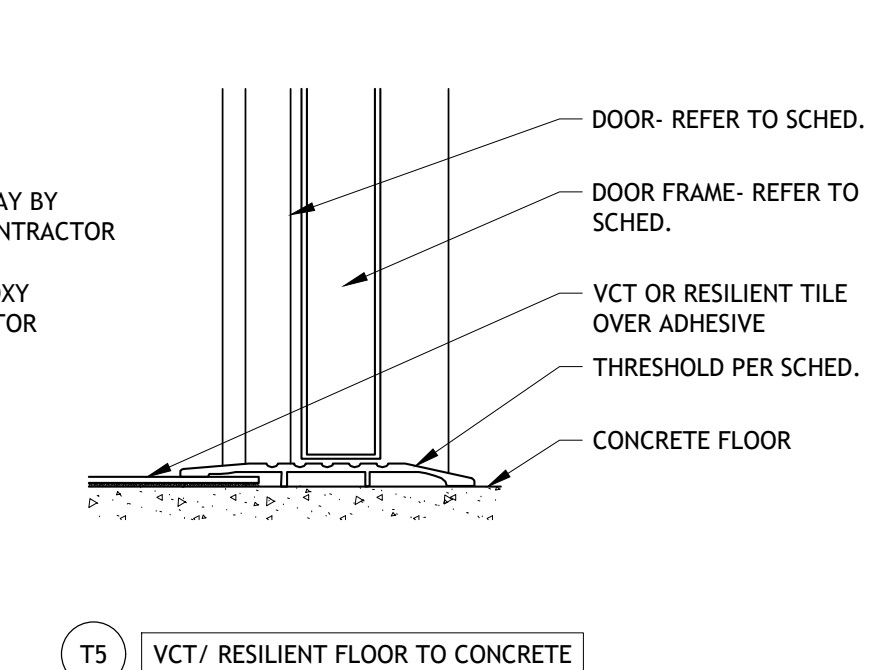 DOOR- REFER TO SCHED.
DOOR FRAME- REFER TO
SCHED.
VCT OR RESILIENT TILE
OVER ADHESIVE
THRESHOLD PER SCHED.
CONCRETE FLOOR
BY
T5
VCT/ RESILIENT FLOOR TO CONCRETE